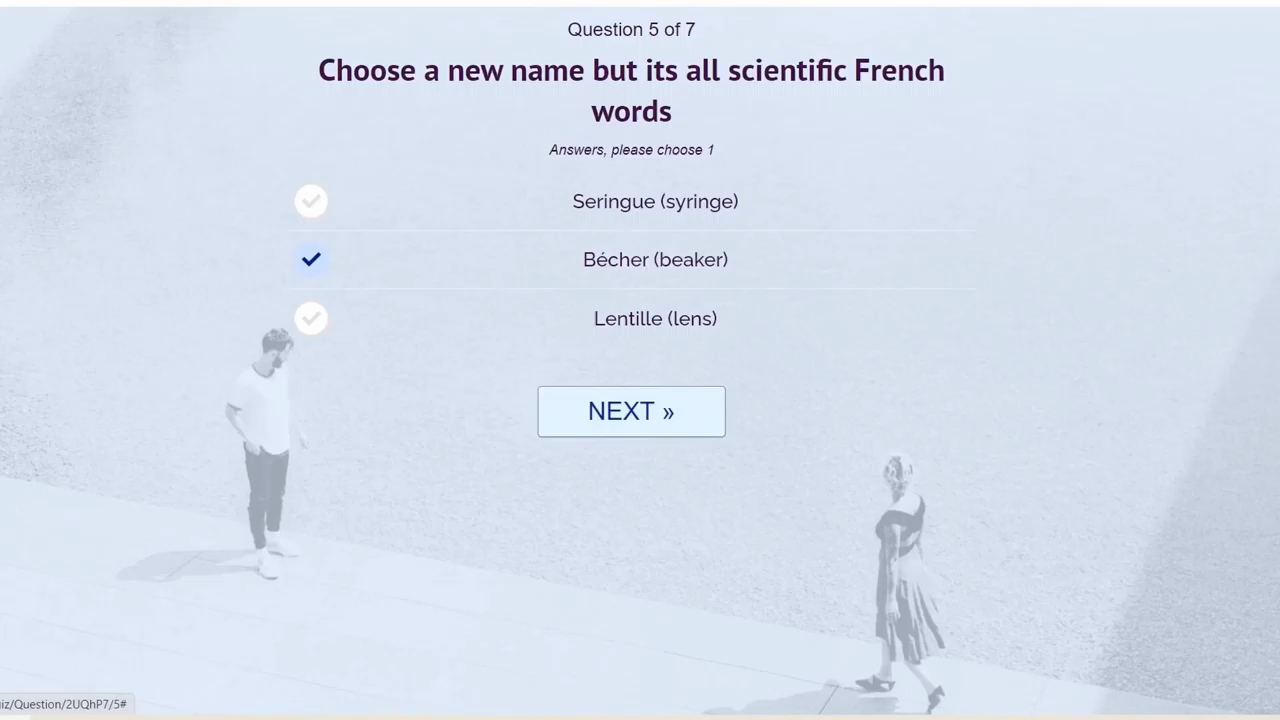 Question 5 of 7
Choose a new name but its all scientific French
words
Answers, please choose 1
Seringue (syringe)
Bécher (beaker)
Lentille (lens)
NEXT »
iz/Question/2UQhP7/5#